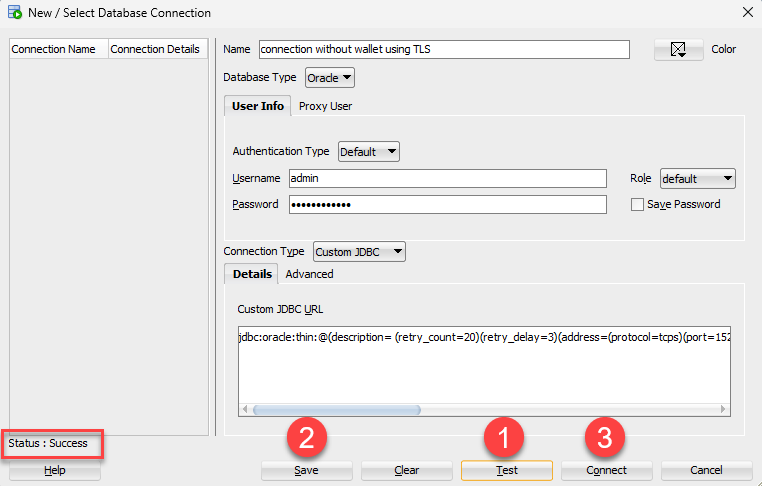 New / Select Database Connection
Connection Name Connection Details
Name connection without wallet using TLS Color
Database Type Oracle
User Info Proxy User
Authentication Type Default
Username admin Role default
Password •••••••••••• Save Password
Connection Type Custom JDBC
Details Advanced
Custom JDBC URL
jdbc:oracle:thin:@(description= (retry_count=20)(retry_delay=3)(address=(protocol=tcps)(port=152
Status : Success
2 1 3
Help Save Clear Test Connect Cancel